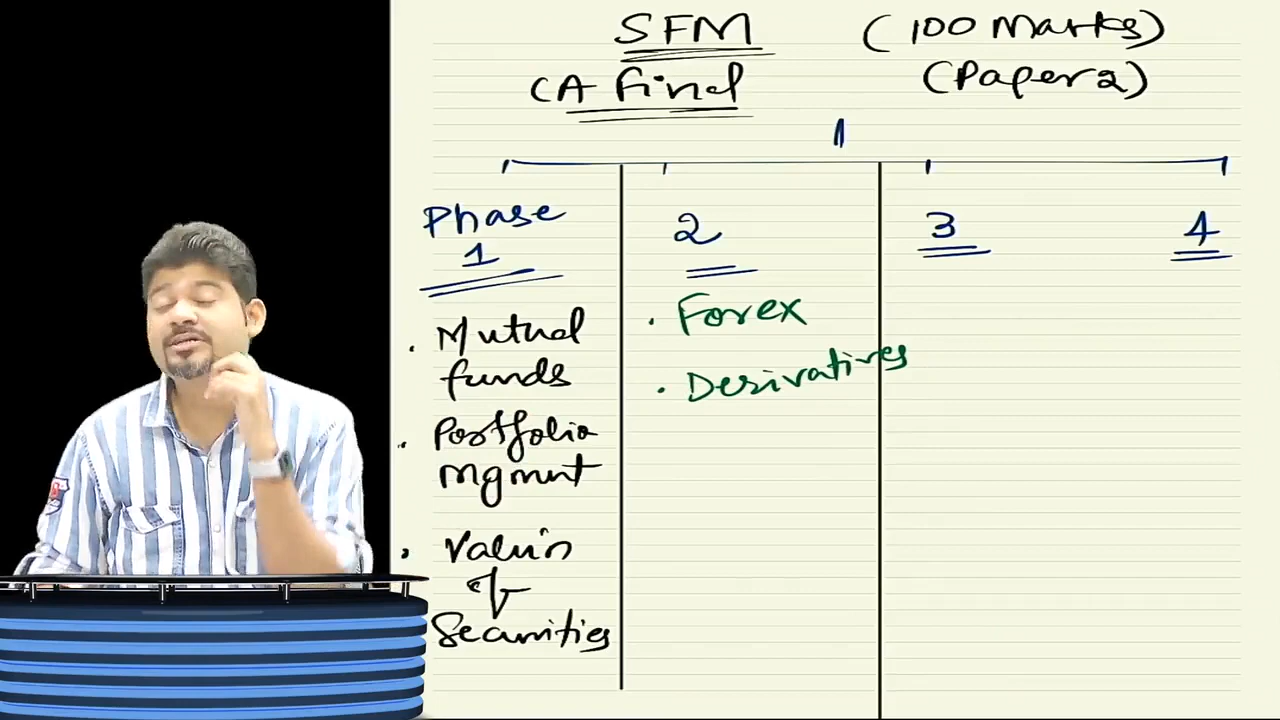 SFM (100 Marks)
CA Final (Paper 2)
Phase 1
2
3
4
. Mutual
funds
. Portfolio
Mgmnt
. Valu'n
of
Securities
. Forex
. Derivatives